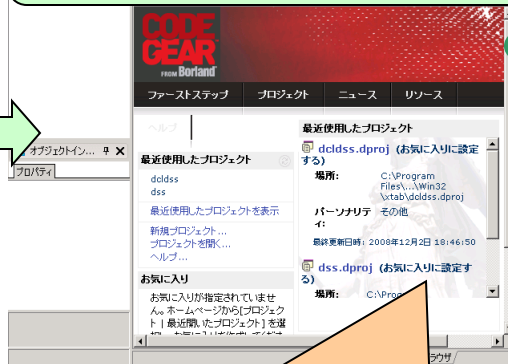 CODE
GEAR
FROM Borland
ファーストステップ プロジェクト ニュース リソース
ヘルプ
オブジェクトイン...
プロパティ
最近使用したプロジェクト
dcldss
dss
最近使用したプロジェクトを表示
新規プロジェクト...
プロジェクトを開く...
ヘルプ...
お気に入り
お気に入りが指定されていませ
ん。ホームページから[プロジェク
ト | 最近開いたプロジェクト] を選
最近使用したプロジェクト
dcldss.dproj (お気に入りに設定
する)
場所: C:\Program
Files\...\Win32
\xtab\dcldss.dproj
パーソナリテ その他
ィ:
最終更新日時: 2008年12月2日 18:46:50
dss.dproj (お気に入りに設定す
る)
場所: C:\Prog
ラウザ